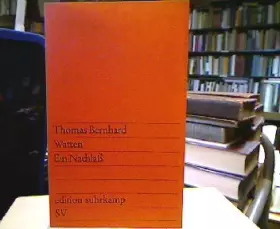 Thomas Bernhard
Watten
Ein Nachlaß
edition suhrkamp
SV